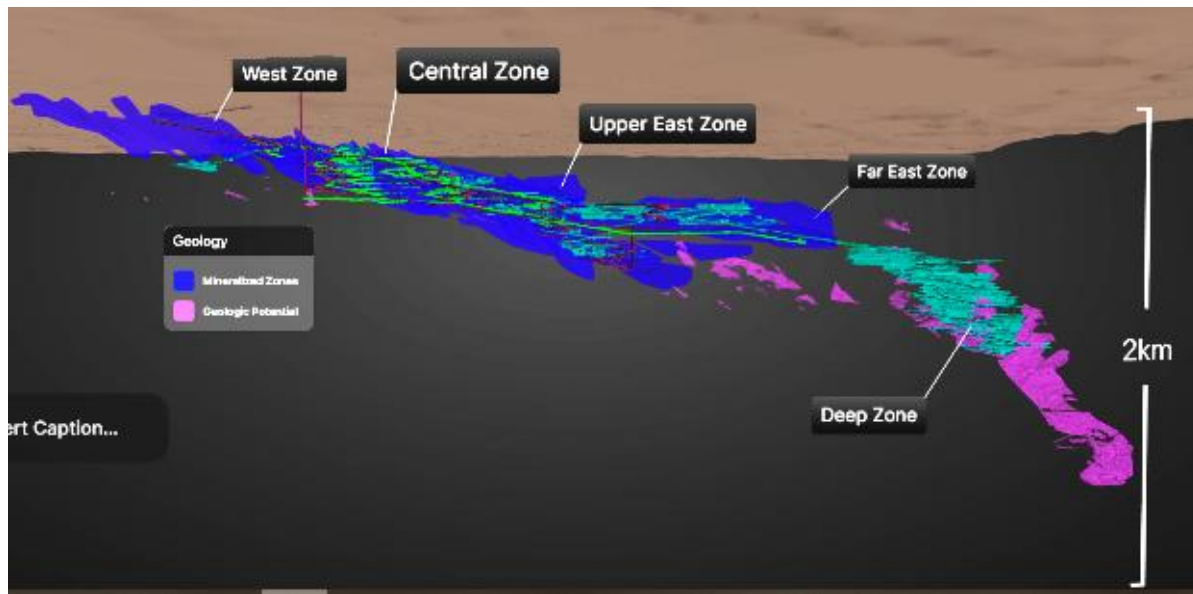 West Zone
Central Zone
Upper East Zone
Far East Zone
Geology
Mineralized Zones
Geologic Potential
2km
Deep Zone
ert Caption...